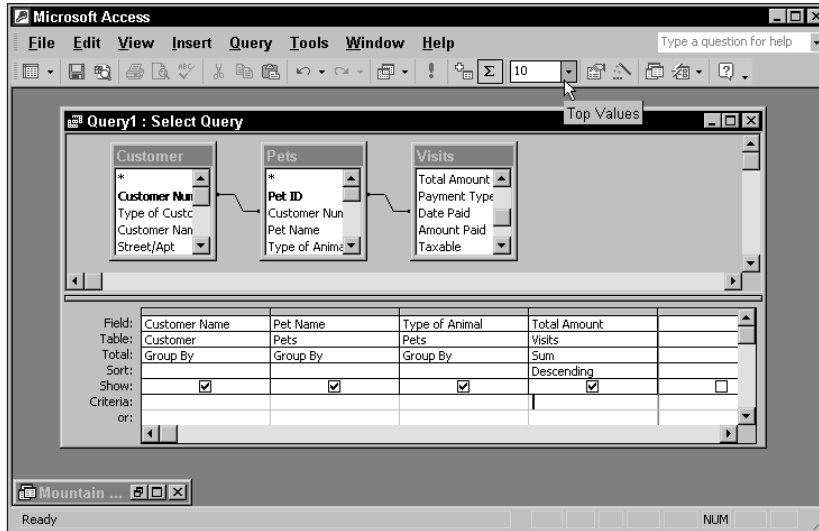 Microsoft Access
File Edit View Insert Query Tools Window Help Type a question for help
ABC Σ 10
Top Values
Query1 : Select Query
Customer Pets Visits
* * Total Amount
Customer Num Pet ID Payment Type
Type of Custo Customer Num Date Paid
Customer Nan Pet Name Amount Paid
Street/Apt Type of Anima Taxable
Field: Customer Name Pet Name Type of Animal Total Amount
Table: Customer Pets Pets Visits
Total: Group By Group By Group By Sum
Sort: Descending
Show:
Criteria:
or:
Mountain ...
Ready NUM